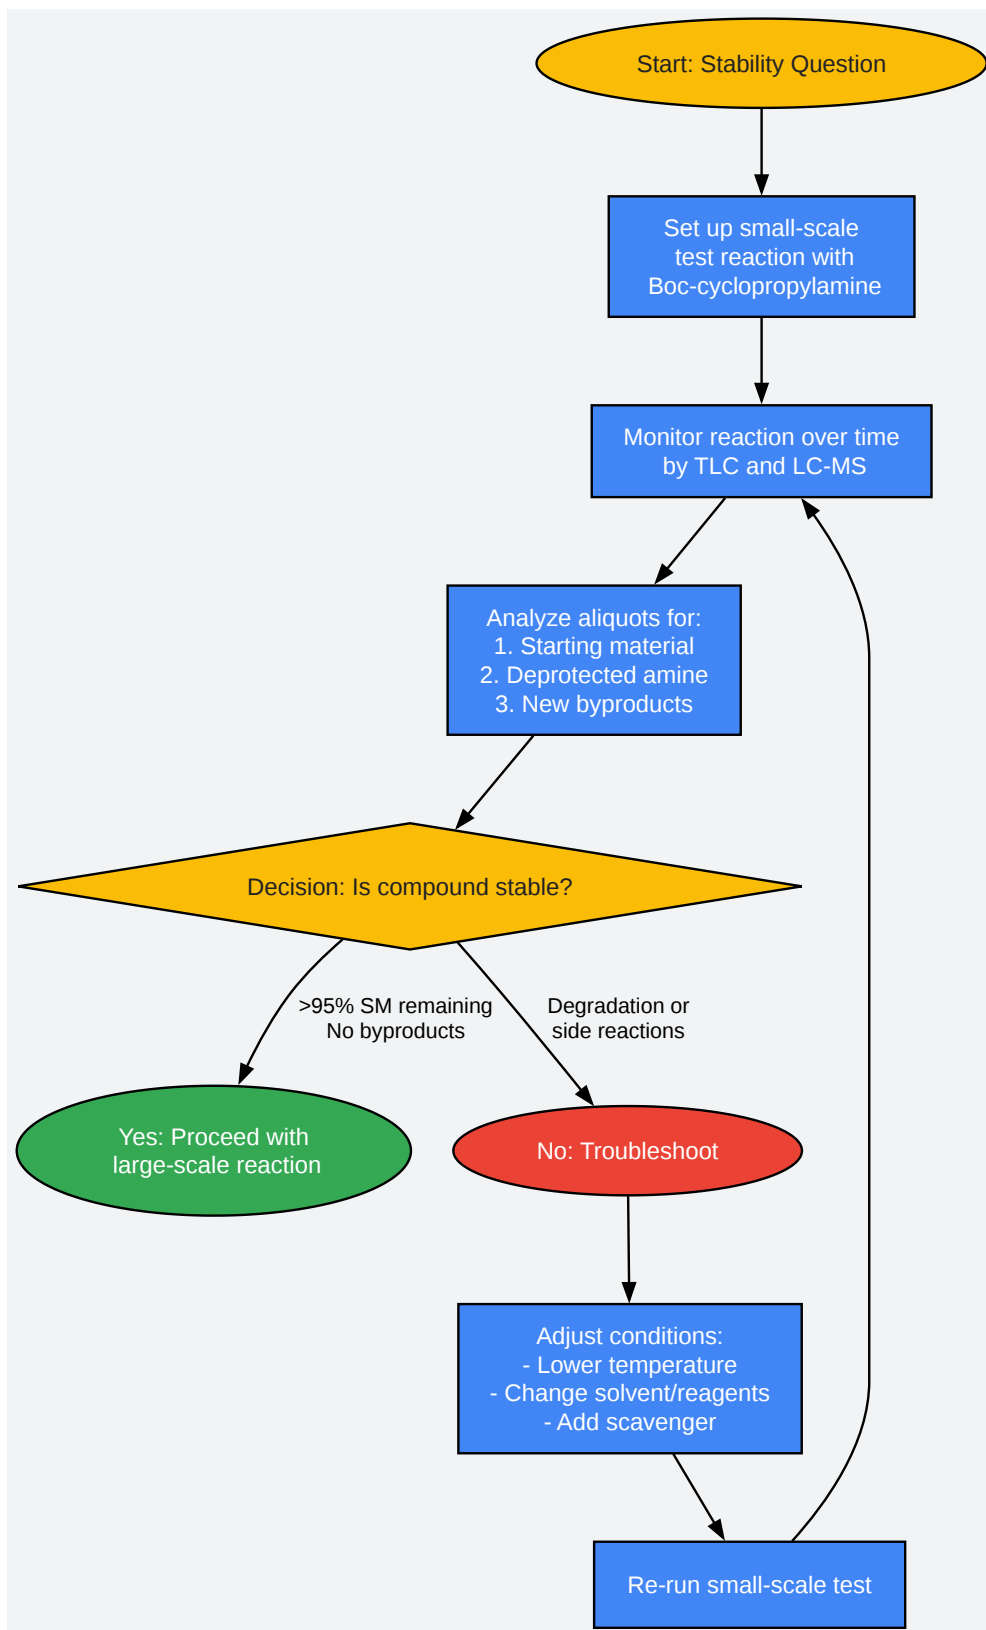 Start: Stability Question
Set up small-scale
test reaction with
Boc-cyclopropylamine
Monitor reaction over time
by TLC and LC-MS
Analyze aliquots for:
1. Starting material
2. Deprotected amine
3. New byproducts
Decision: Is compound stable?
>95% SM remaining
No byproducts
Degradation or
side reactions
Yes: Proceed with
large-scale reaction
No: Troubleshoot
Adjust conditions:
- Lower temperature
- Change solvent/reagents
- Add scavenger
Re-run small-scale test